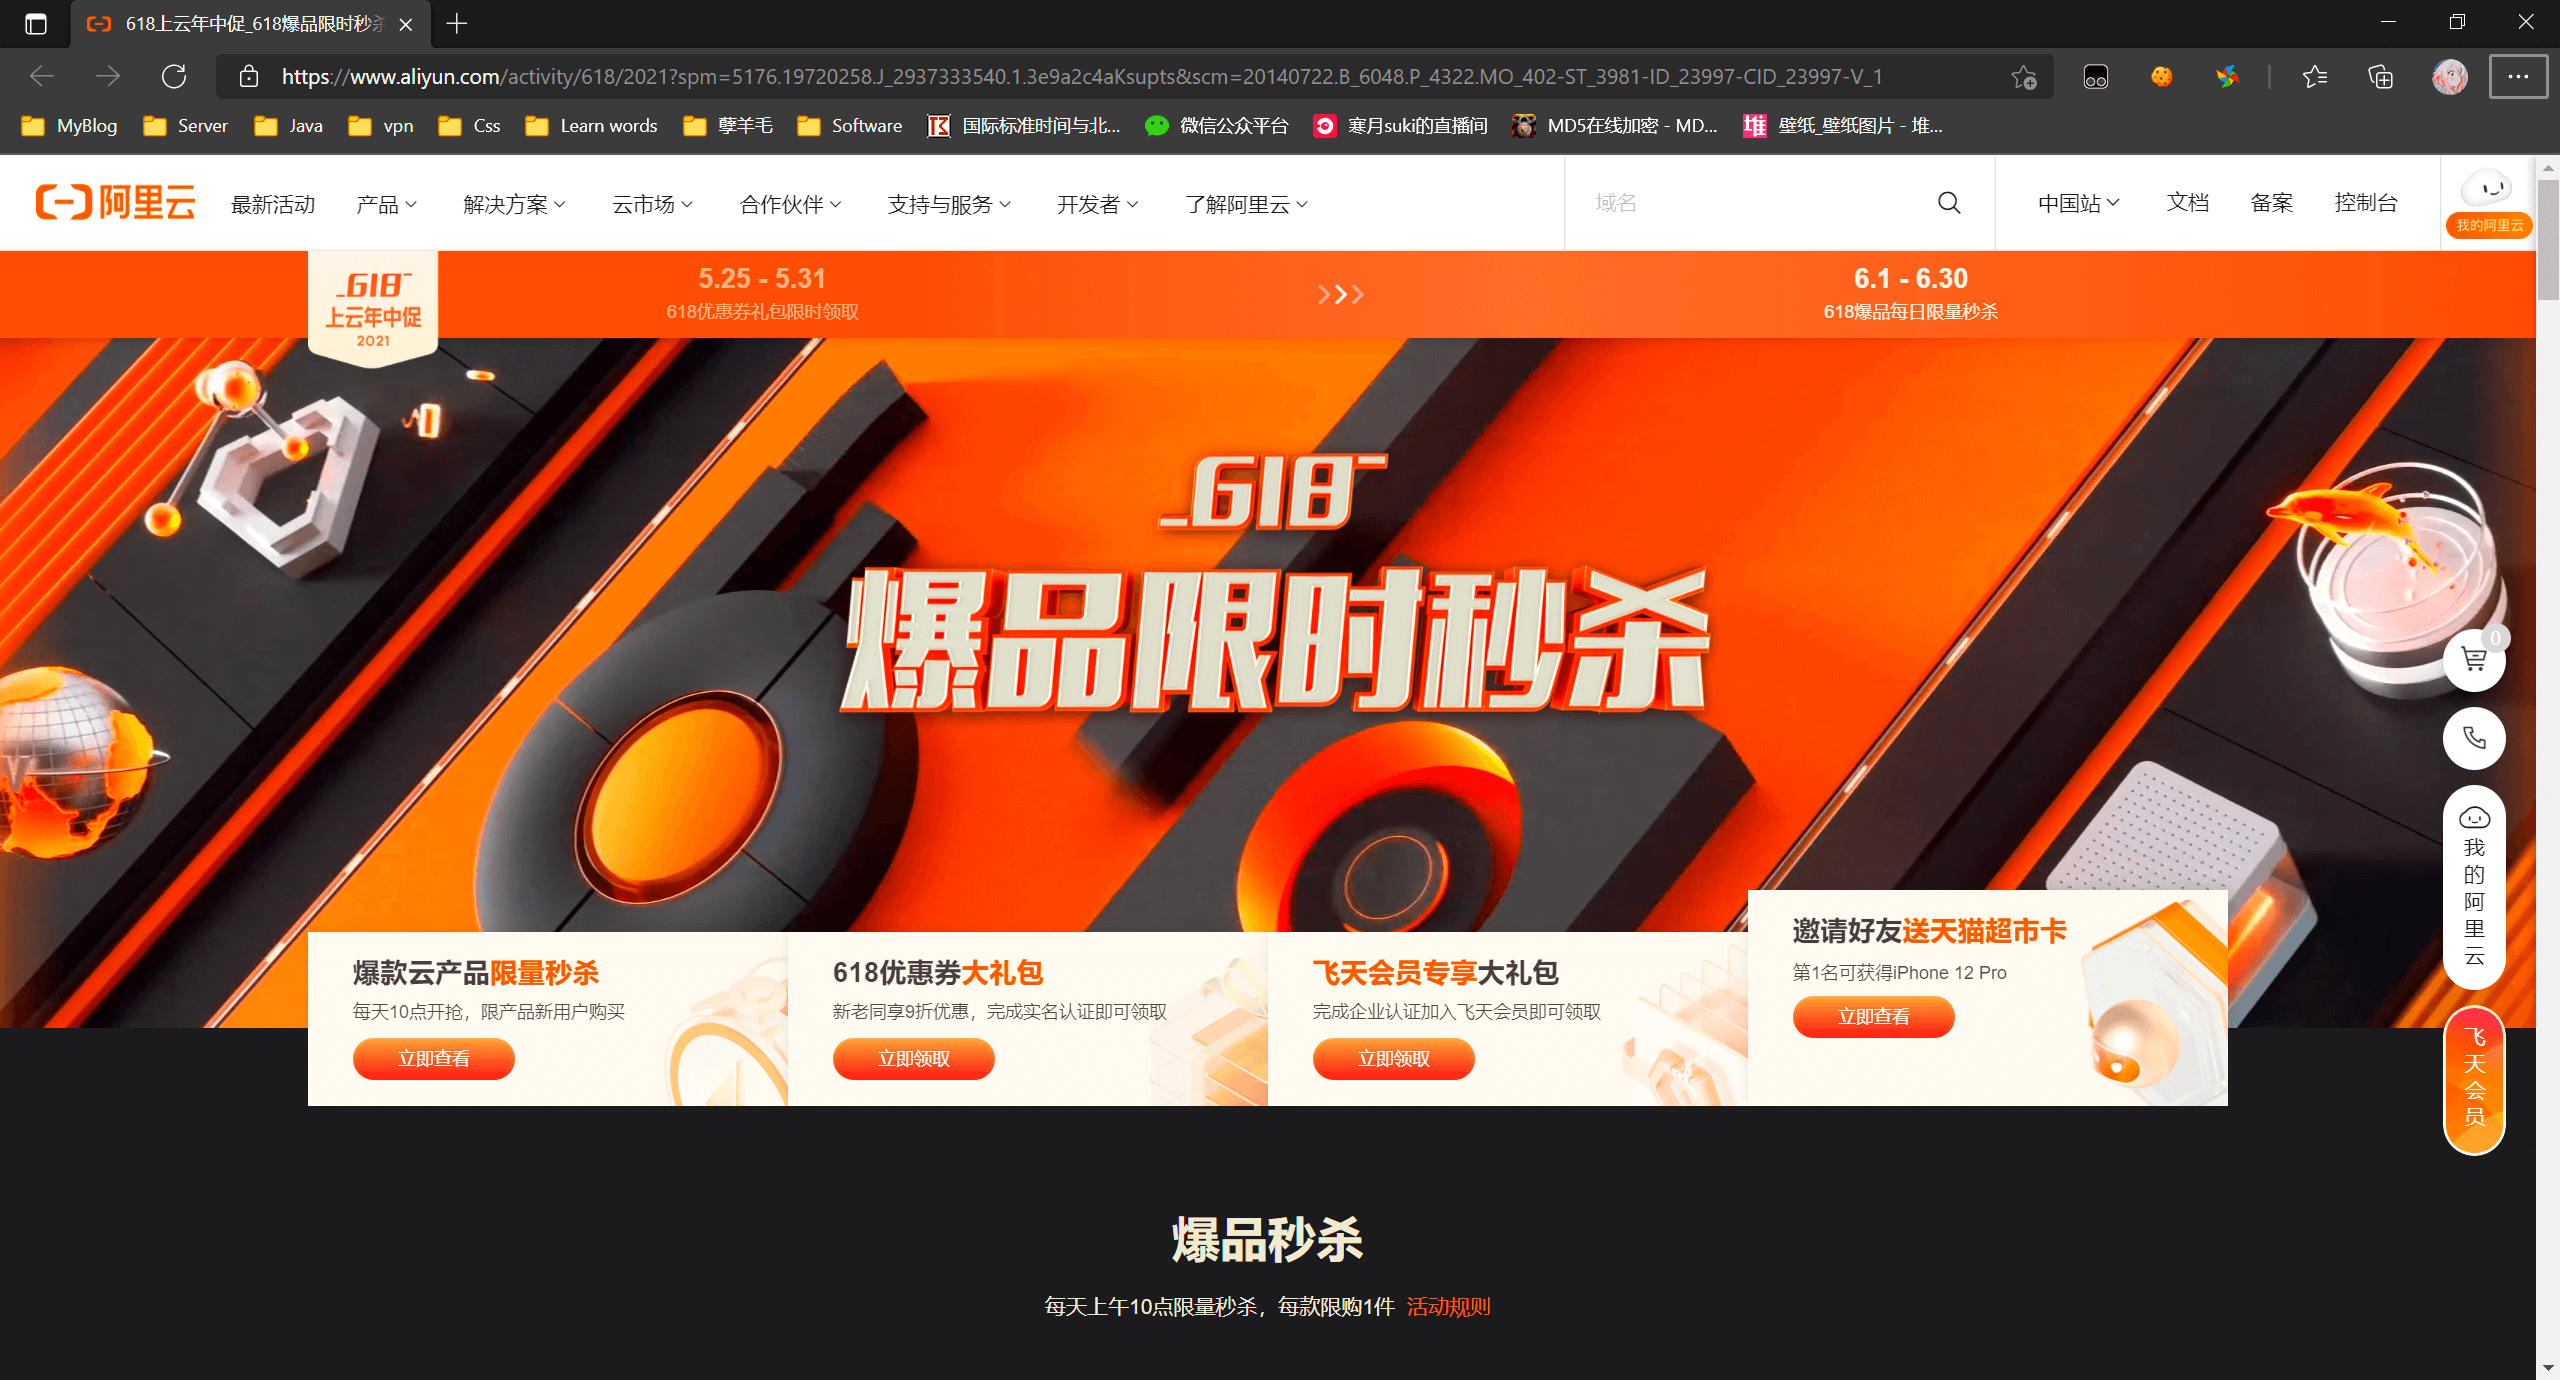 618上云年中促_618爆品限时秒杀
https://www.aliyun.com/activity/618/2021?spm=5176.19720258.J_2937333540.1.3e9a2c4aKsupts&scm=20140722.B_6048.P_4322.MO_402-ST_3981-ID_23997-CID_23997-V_1
MyBlog Server Java vpn Css Learn words 孽羊毛 Software 国际标准时间与北... 微信公众平台 寒月suki的直播间 MD5在线加密 - MD... 壁纸_壁纸图片 - 堆...
阿里云 最新活动 产品 解决方案 云市场 合作伙伴 支持与服务 开发者 了解阿里云 域名 中国站 文档 备案 控制台
我的阿里云
618
上云年中促
2021
5.25 - 5.31
618优惠券礼包限时领取
6.1 - 6.30
618爆品每日限量秒杀
618
爆品限时秒杀
爆款云产品限量秒杀
每天10点开抢，限产品新用户购买
立即查看
618优惠券大礼包
新老同享9折优惠，完成实名认证即可领取
立即领取
飞天会员专享大礼包
完成企业认证加入飞天会员即可领取
立即领取
邀请好友送天猫超市卡
第1名可获得iPhone 12 Pro
立即查看
0
我的阿里云
飞天会员
爆品秒杀
每天上午10点限量秒杀，每款限购1件 活动规则